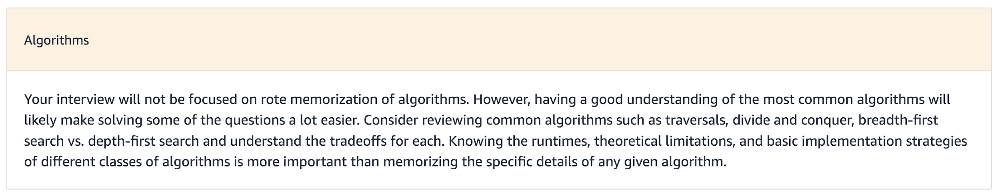 Algorithms
Your interview will not be focused on rote memorization of algorithms. However, having a good understanding of the most common algorithms will
likely make solving some of the questions a lot easier. Consider reviewing common algorithms such as traversals, divide and conquer, breadth-first
search vs. depth-first search and understand the tradeoffs for each. Knowing the runtimes, theoretical limitations, and basic implementation strategies
of different classes of algorithms is more important than memorizing the specific details of any given algorithm.